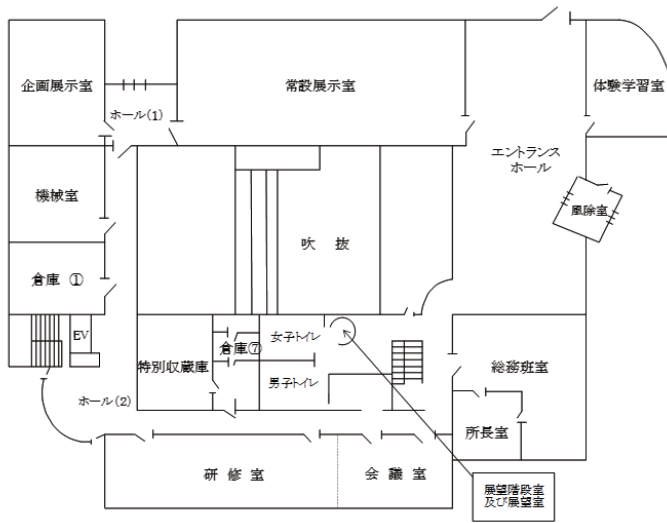 企画展示室
常設展示室
体験学習室
ホール(1)
エントランス
ホール
機械室
風除室
吹 抜
倉庫 ①
EV
女子トイレ
倉庫⑦
特別収蔵庫
男子トイレ
総務班室
ホール(2)
所長室
研 修 室
会 議 室
展望階段室
及び展望室